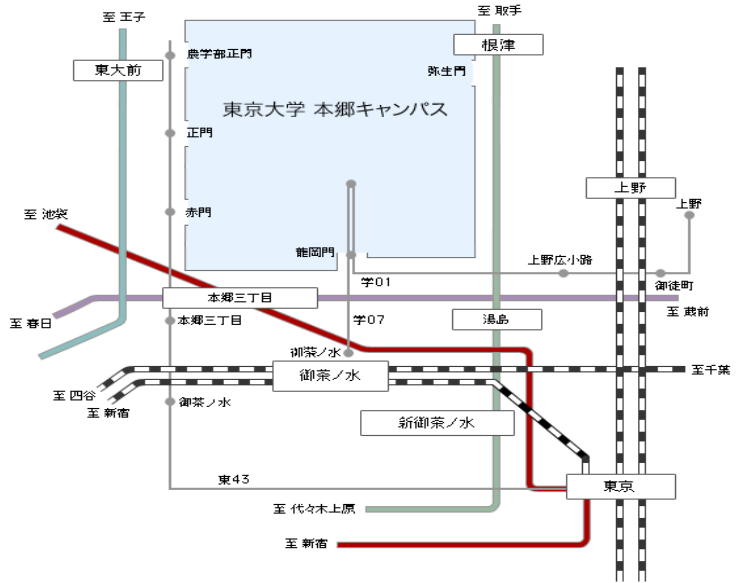 至 王子
至 取手
農学部正門
根津
東大前
弥生門
東京大学 本郷キャンパス
正門
上野
上野
至 池袋
赤門
龍岡門
上野広小路
学01
御徒町
本郷三丁目
至 蔵前
至 春日
本郷三丁目
学07
湯島
御茶ノ水
御茶ノ水
至千葉
至 四谷
至 新宿
御茶ノ水
新御茶ノ水
東43
東京
至 代々木上原
至 新宿